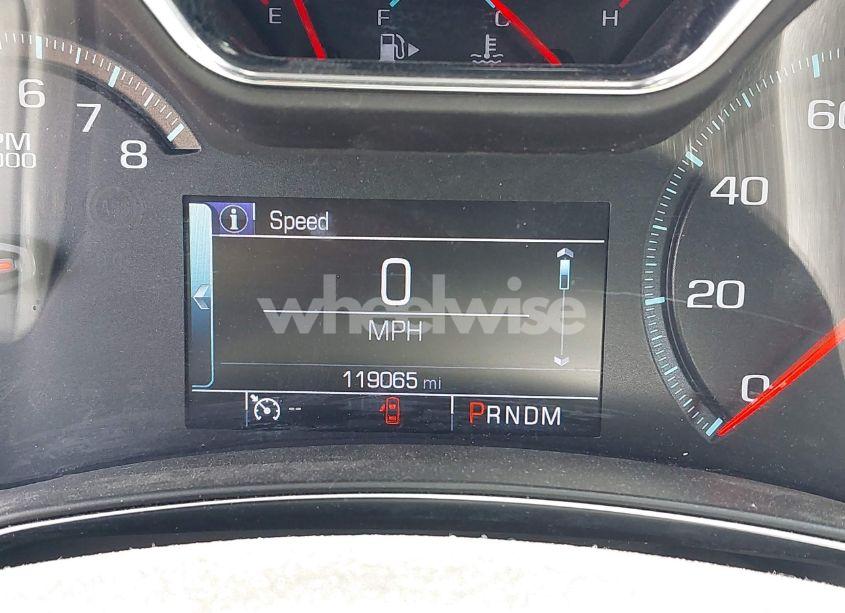 E F C H
6 7 8
PM
000
60
40
20
0
i Speed
0
MPH
119065 mi
-- PRNDM
wheelwise